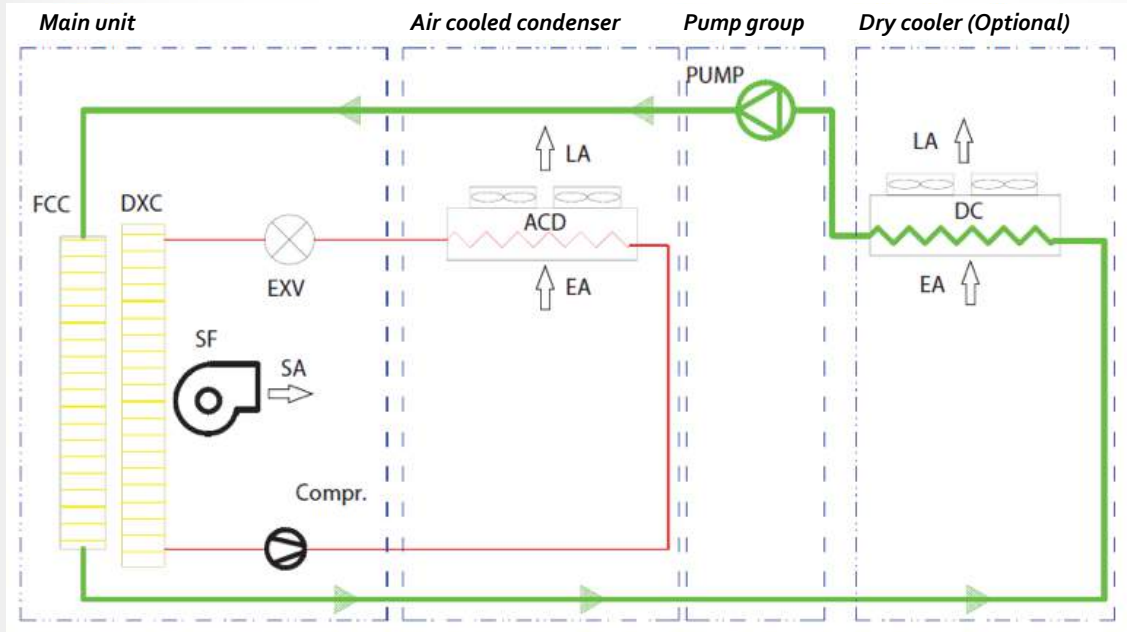 Main unit
Air cooled condenser
Pump group
Dry cooler (Optional)
PUMP
LA
LA
FCC
DXC
ACD
DC
EXV
EA
EA
SF
SA
Compr.